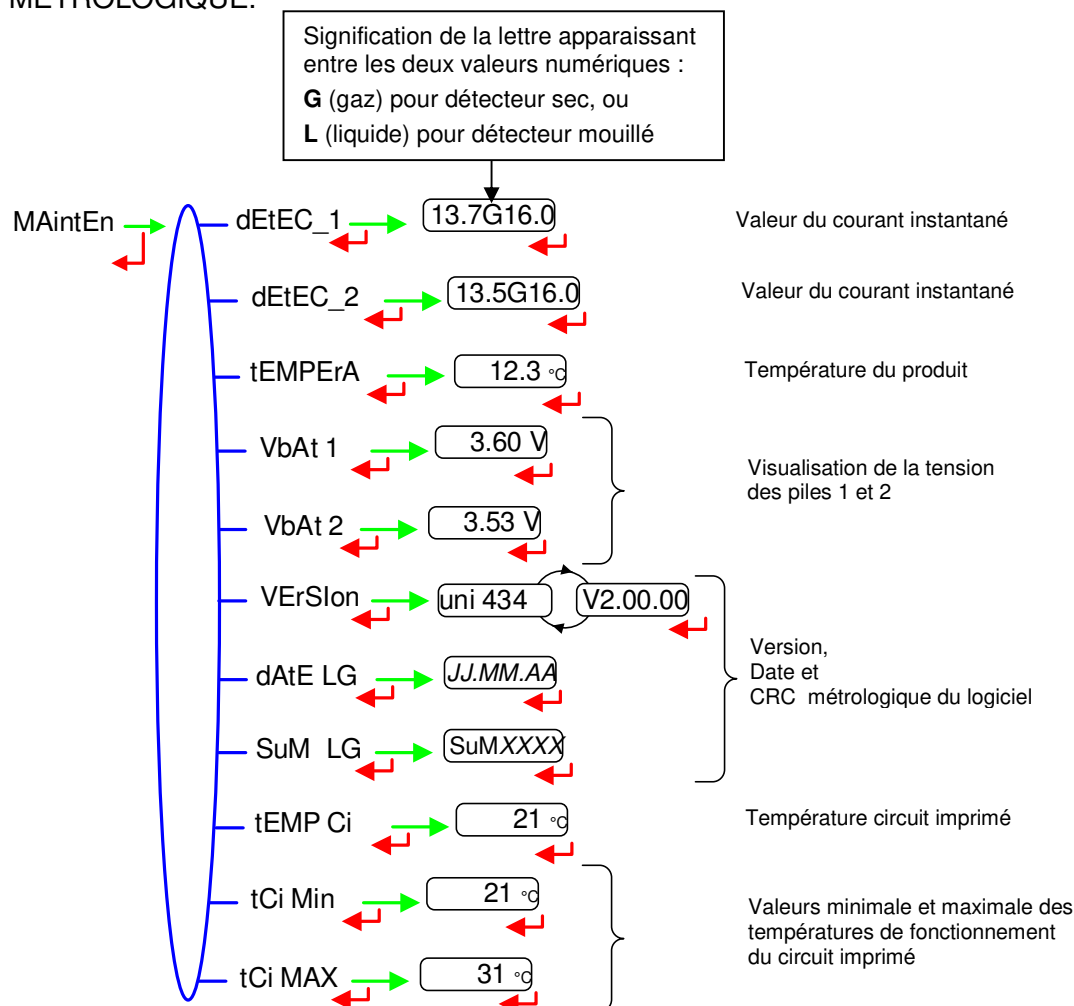 METROLOGIQUE.
Signification de la lettre apparaissant
entre les deux valeurs numériques :
G (gaz) pour détecteur sec, ou
L (liquide) pour détecteur mouillé
MAintEn
dEtEC_1
13.7G16.0
Valeur du courant instantané
dEtEC_2
13.5G16.0
Valeur du courant instantané
tEMPErA
12.3 °C
Température du produit
VbAt 1
3.60 V
VbAt 2
3.53 V
Visualisation de la tension
des piles 1 et 2
VErSIon
uni 434
V2.00.00
dAtE LG
JJ.MM.AA
SuM LG
SuMXXXX
Version,
Date et
CRC métrologique du logiciel
tEMP Ci
21 °C
Température circuit imprimé
tCi Min
21 °C
tCi MAX
31 °C
Valeurs minimale et maximale des
températures de fonctionnement
du circuit imprimé